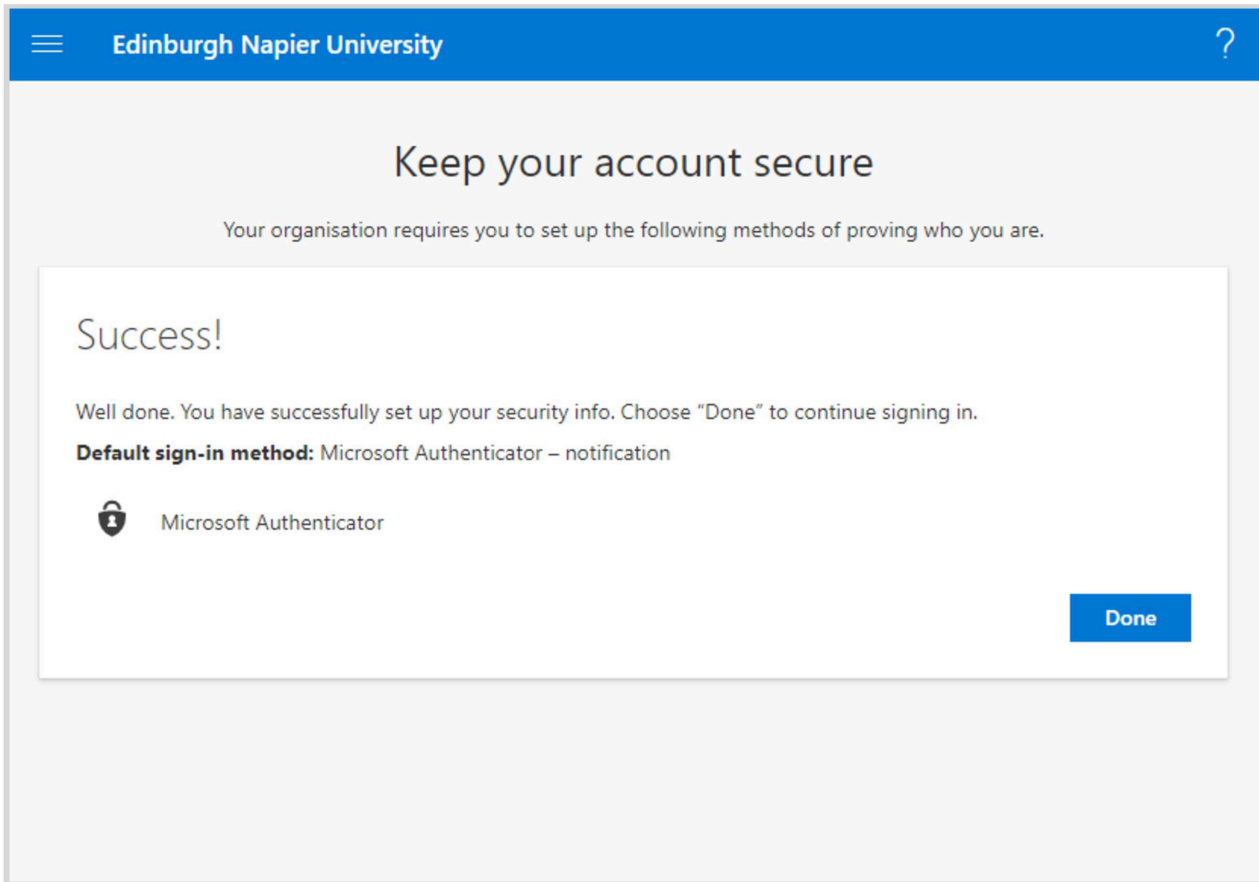 Edinburgh Napier University
?
Keep your account secure
Your organisation requires you to set up the following methods of proving who you are.
Success!
Well done. You have successfully set up your security info. Choose “Done” to continue signing in.
Default sign-in method: Microsoft Authenticator – notification
Microsoft Authenticator
Done